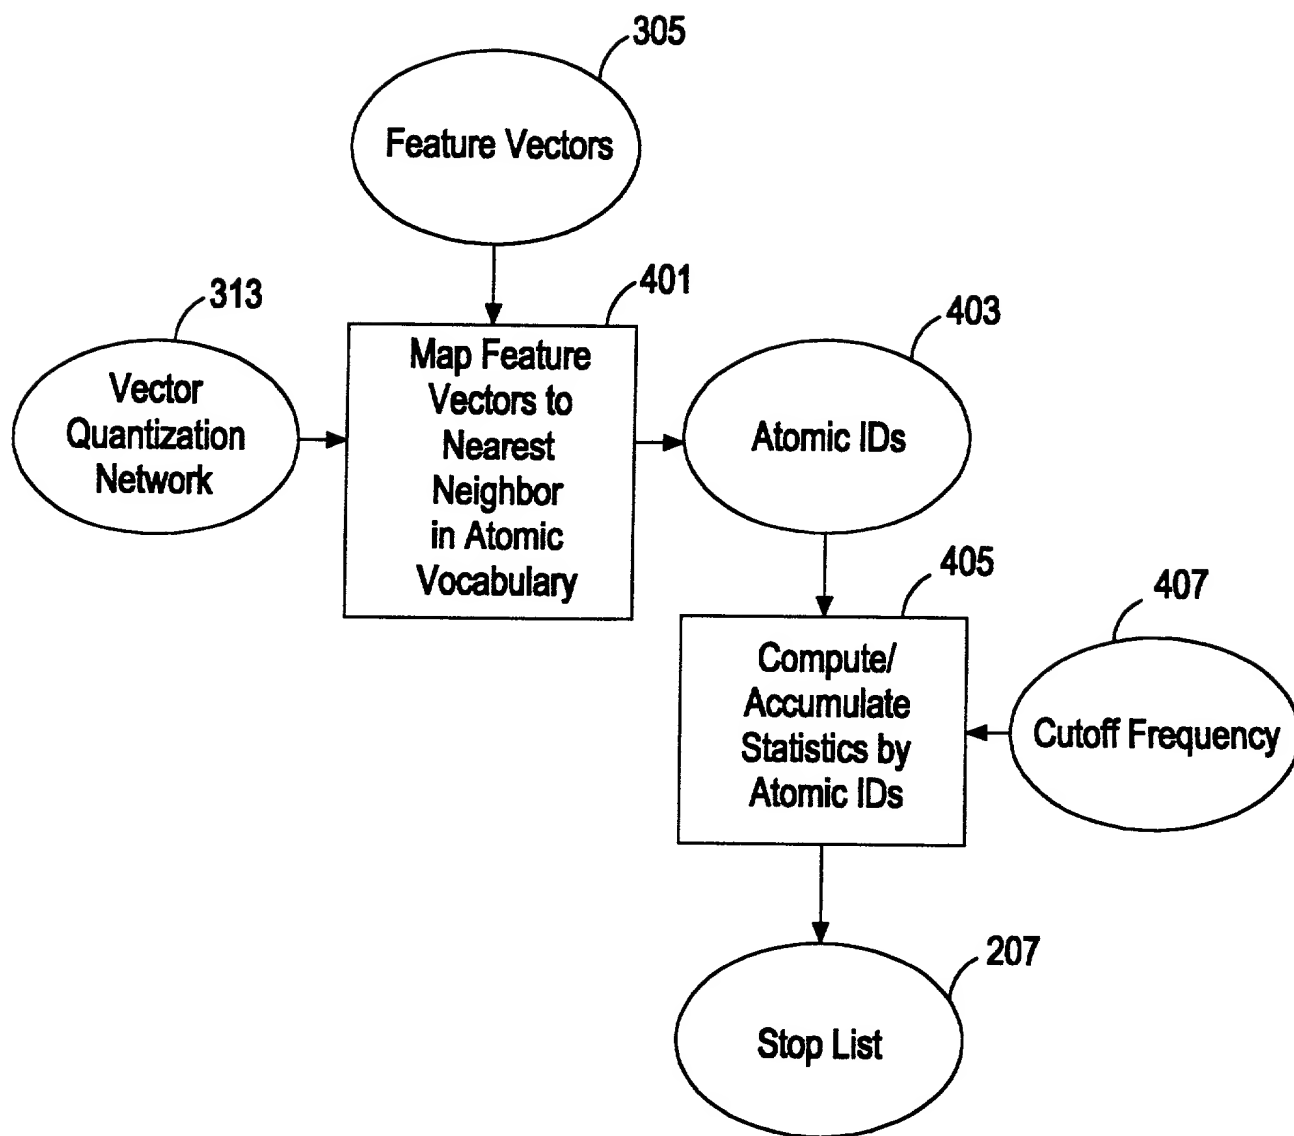 305
Feature Vectors
313
Vector
Quantization
Network
401
Map Feature
Vectors to
Nearest
Neighbor
in Atomic
Vocabulary
403
Atomic IDs
405
Compute/
Accumulate
Statistics by
Atomic IDs
407
Cutoff Frequency
207
Stop List